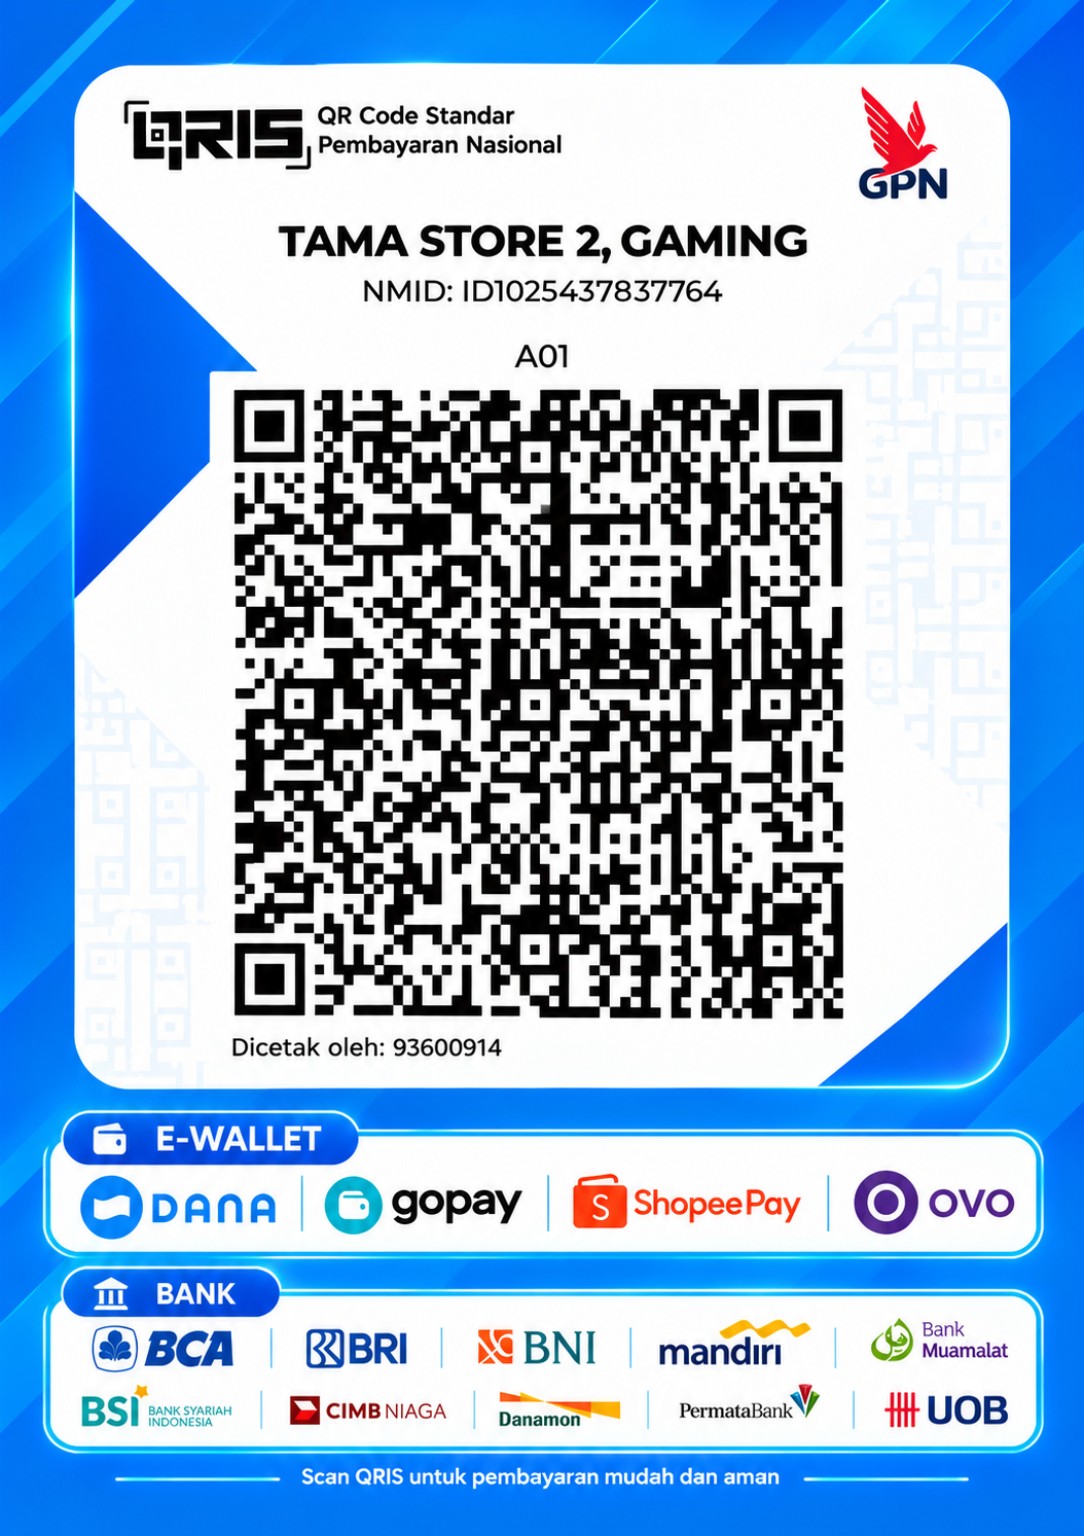 QRIS
QR Code Standar
Pembayaran Nasional
GPN
TAMA STORE 2, GAMING
NMID: ID1025437837764
A01
Dicetak oleh: 93600914
E-WALLET
DANA
gopay
S ShopeePay
OVO
BANK
BCA
BRI
BNI
mandiri
Bank
Muamalat
BSI BANK SYARIAH
INDONESIA
CIMB NIAGA
Danamon
PermataBank
UOB
Scan QRIS untuk pembayaran mudah dan aman